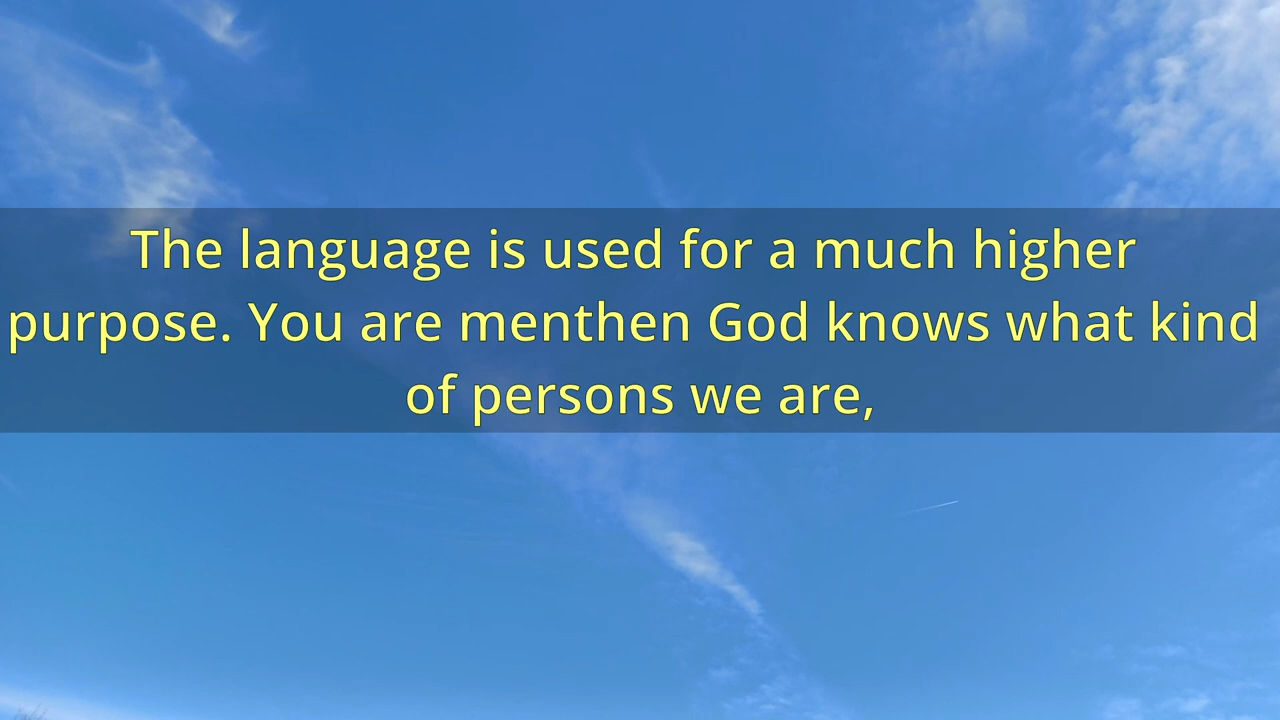 The language is used for a much higher
purpose. You are menthen God knows what kind
of persons we are,